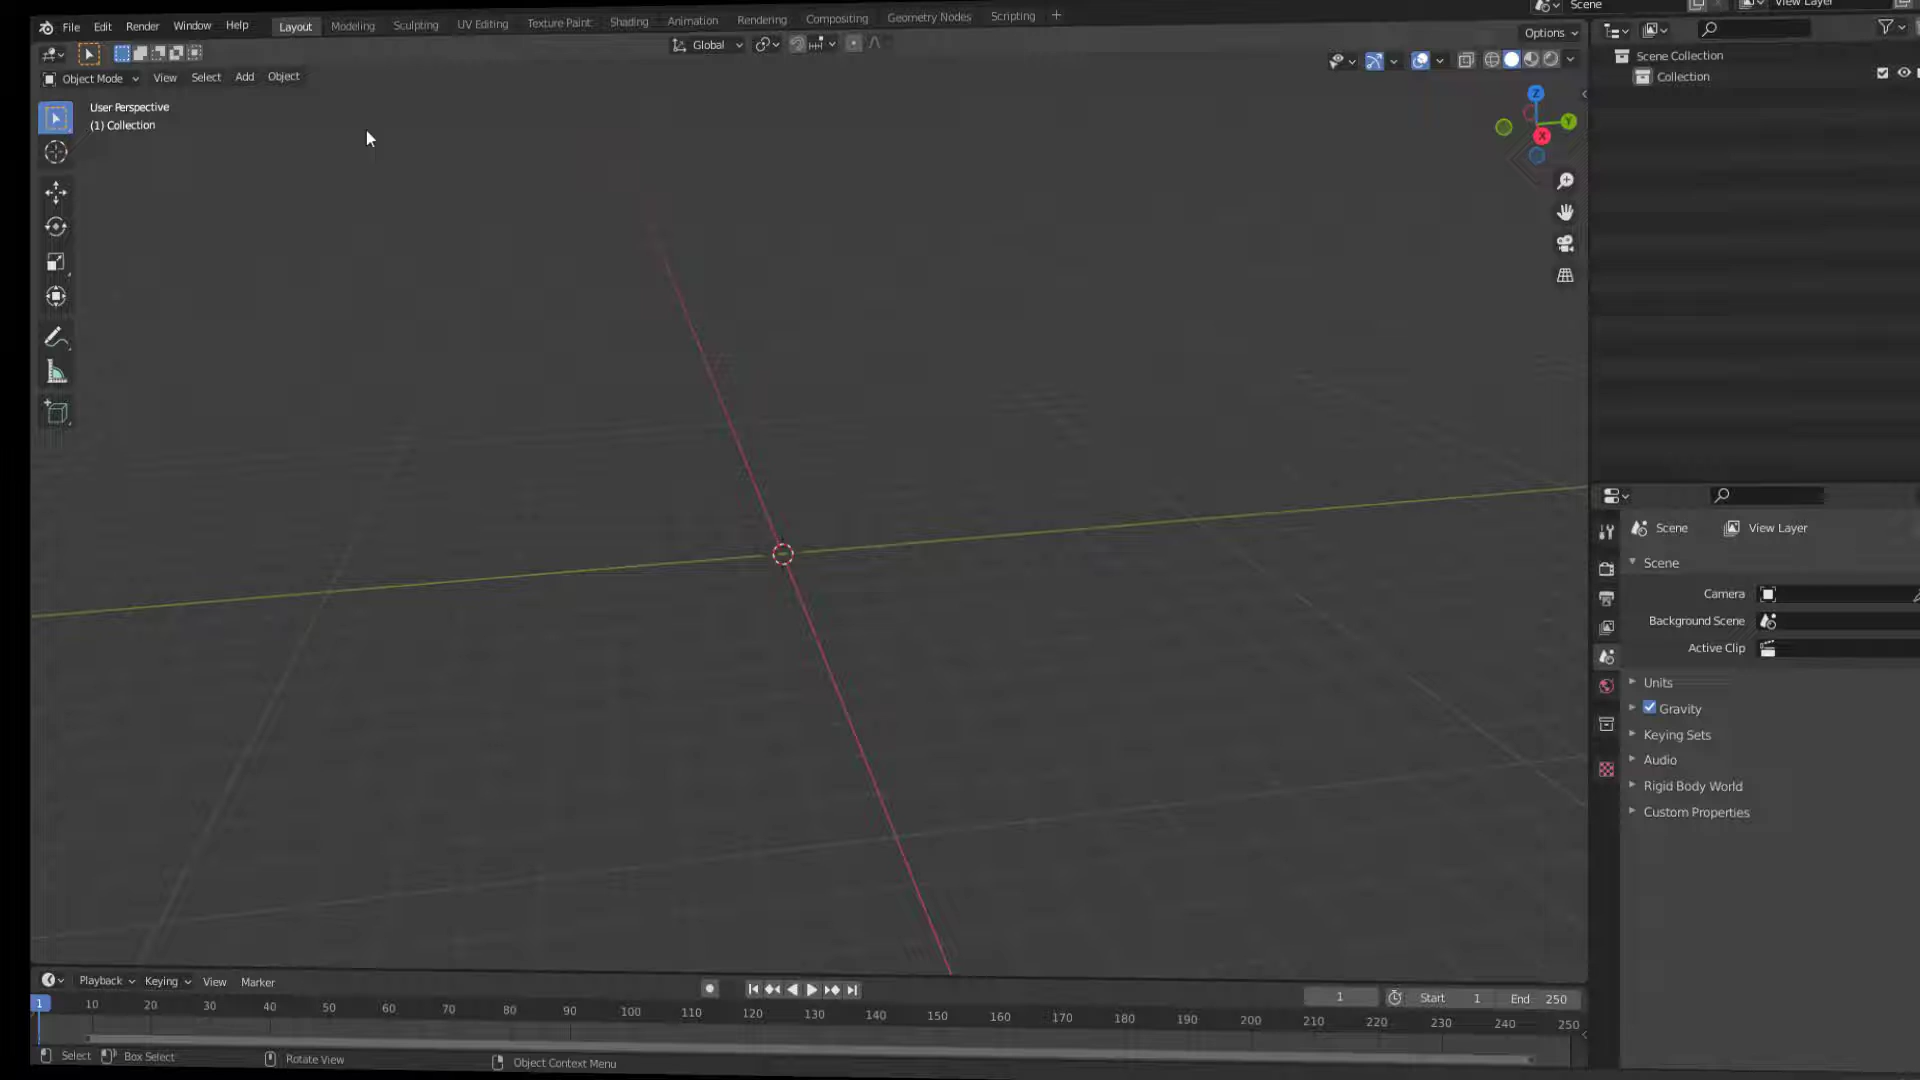 File Edit Render Window Help Layout Modeling Sculpting UV Editing Texture Paint Shading Animation Rendering Compositing Geometry Nodes Scripting +
Scene
View Layer
Global
Options
Object Mode View Select Add Object
User Perspective
(1) Collection
Z
Y
X
Scene Collection
Collection
Scene View Layer
Scene
Camera
Background Scene
Active Clip
Units
Gravity
Keying Sets
Audio
Rigid Body World
Custom Properties
Playback Keying View Marker
1 Start 1 End 250
1 10 20 30 40 50 60 70 80 90 100 110 120 130 140 150 160 170 180 190 200 210 220 230 240 250
Select Box Select Rotate View Object Context Menu